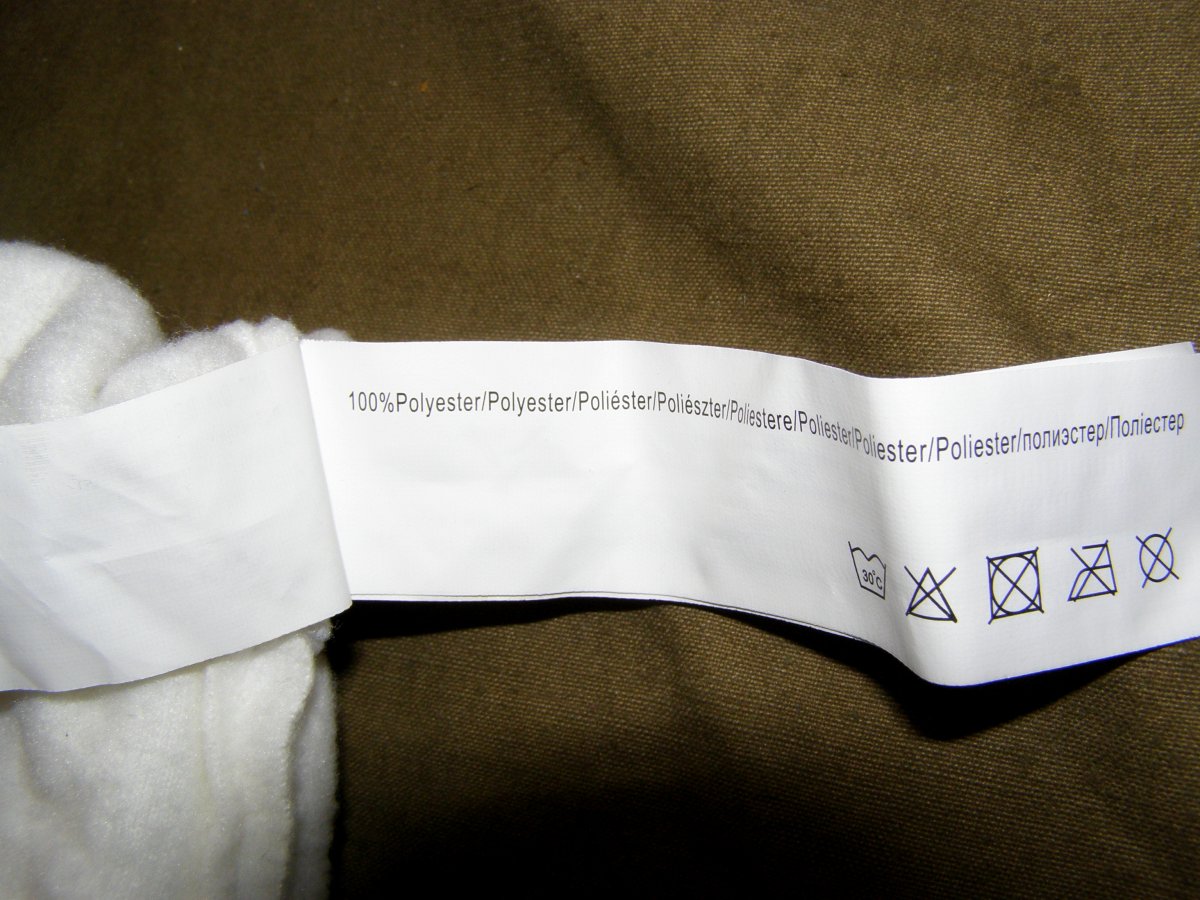 100%Polyester/Polyester/Poliéster/Poliészter/Poliestere/Poliester/Poliester/Poliester/полиэстер/Поліестер
30°C